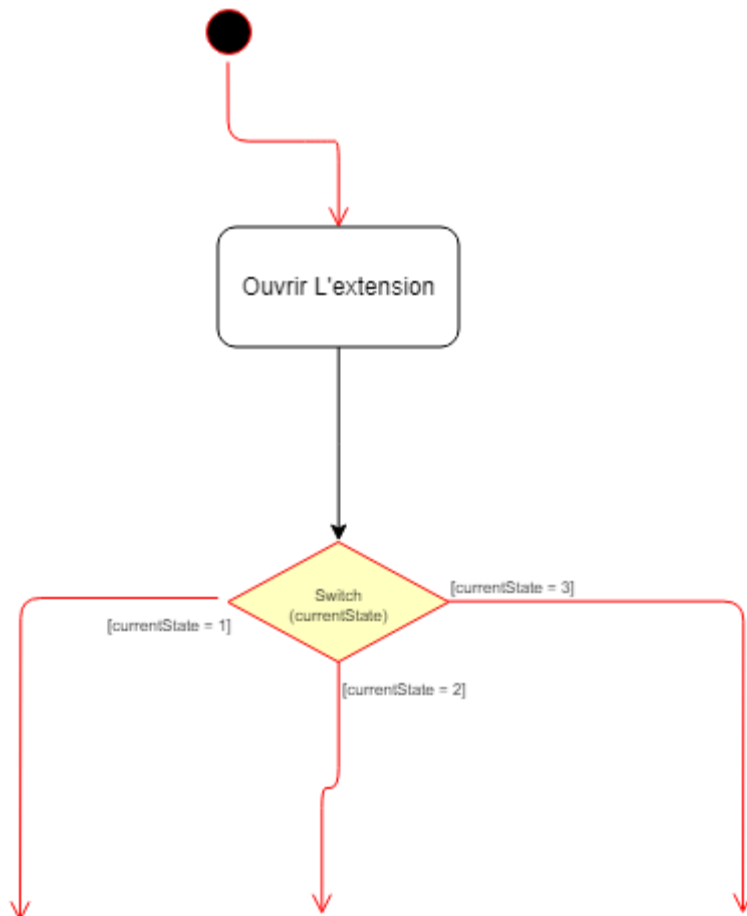 Ouvrir L'extension
[currentState = 3]
Switch
(currentState)
[currentState = 1]
[currentState = 2]